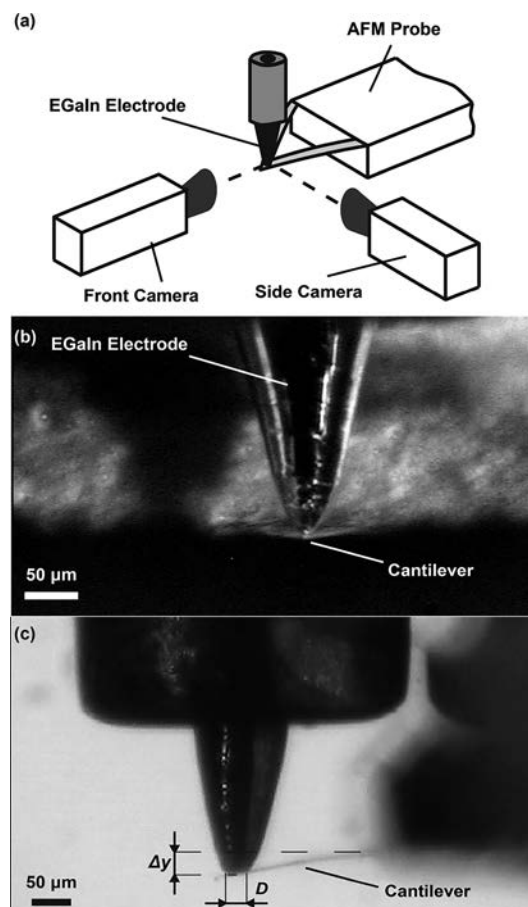 (a)
AFM Probe
EGaIn Electrode
Front Camera
Side Camera
(b)
EGaIn Electrode
Cantilever
50 µm
(c)
Δy
D
50 µm
Cantilever